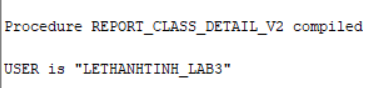 Procedure REPORT_CLASS_DETAIL_V2 compiled
USER is "LETHANHTINH_LAB3"